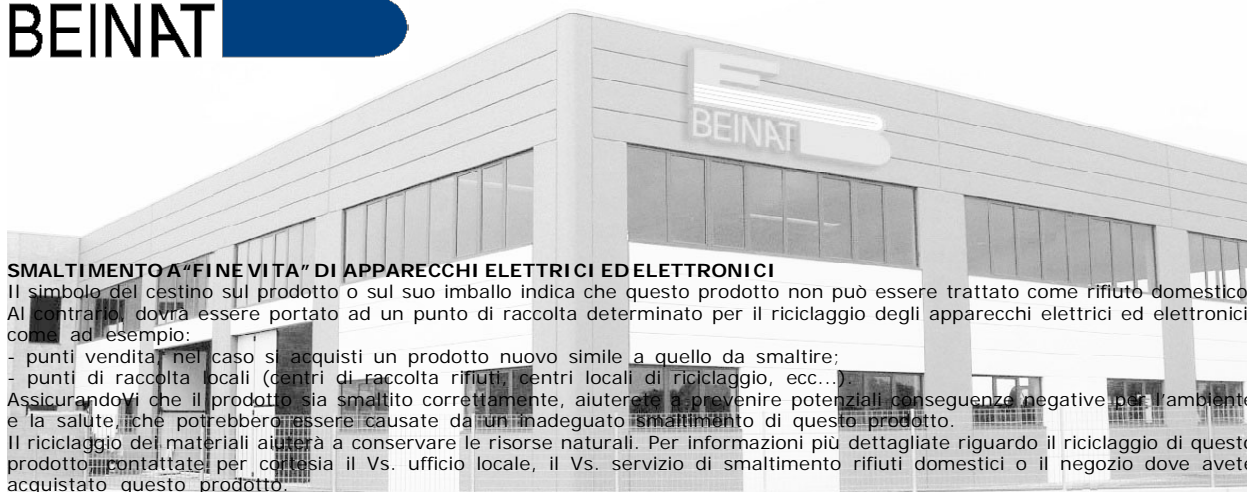 BEINAT
BEINAT
SMALTIMENTO A “FINE VITA” DI APPARECCHI ELETTRICI ED ELETTRONICI
Il simbolo del cestino sul prodotto o sul suo imballo indica che questo prodotto non può essere trattato come rifiuto domestico
Al contrario, dovrà essere portato ad un punto di raccolta determinato per il riciclaggio degli apparecchi elettrici ed elettronici
come ad esempio:
- punti vendita, nel caso si acquisti un prodotto nuovo simile a quello da smaltire;
- punti di raccolta locali (centri di raccolta rifiuti, centri locali di riciclaggio, ecc...).
AssicurandoVi che il prodotto sia smaltito correttamente, aiuterete a prevenire potenziali conseguenze negative per l'ambiente
e la salute, che potrebbero essere causate da un inadeguato smaltimento di questo prodotto.
Il riciclaggio dei materiali aiuterà a conservare le risorse naturali. Per informazioni più dettagliate riguardo il riciclaggio di questo
prodotto, contattate per cortesia il Vs. ufficio locale, il Vs. servizio di smaltimento rifiuti domestici o il negozio dove avete
acquistato questo prodotto.